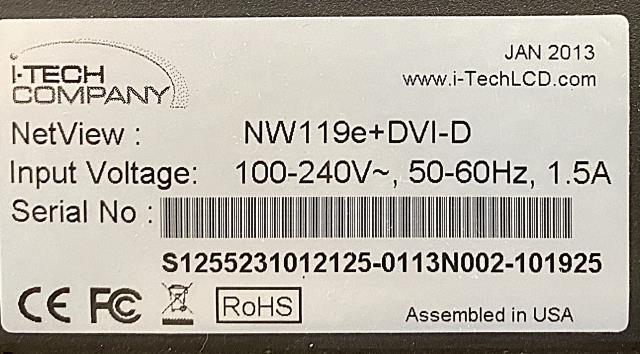 i-TECH
COMPANY
JAN 2013
www.i-TechLCD.com
NetView : NW119e+DVI-D
Input Voltage: 100-240V~, 50-60Hz, 1.5A
Serial No :
S1255231012125-0113N002-101925
CE FC RoHS Assembled in USA